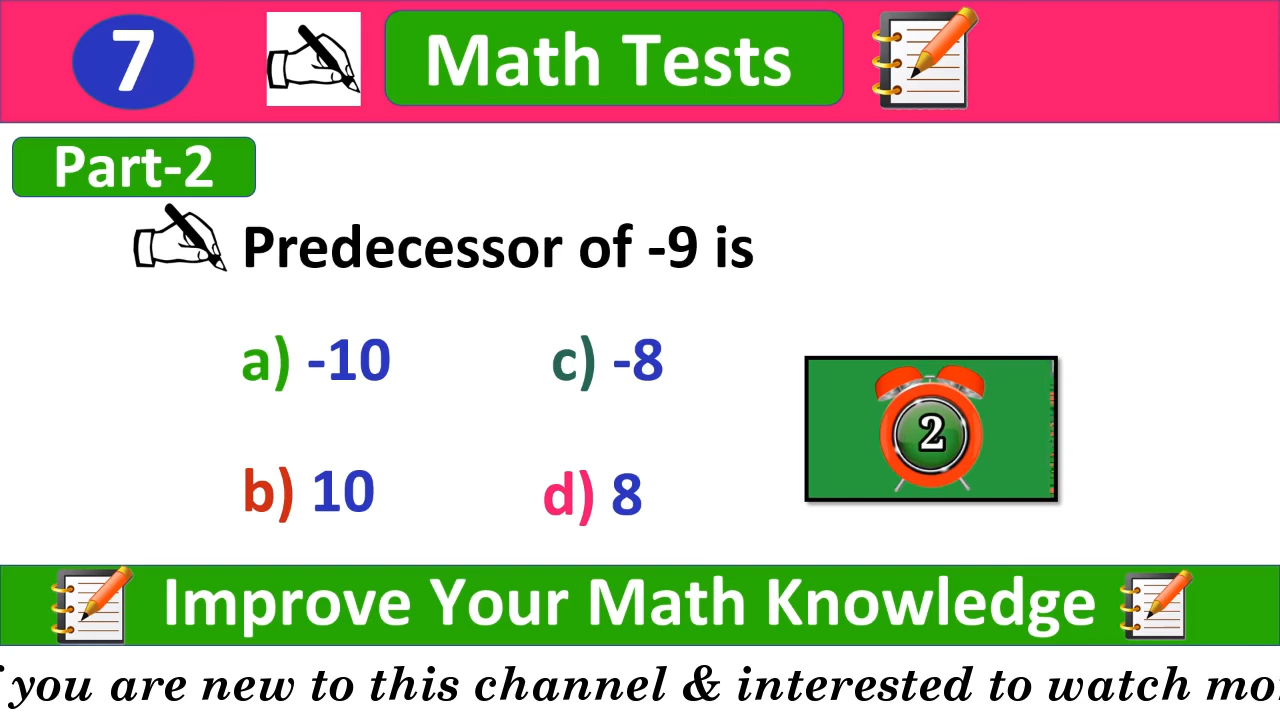 7 Math Tests
Part-2
Predecessor of -9 is
a) -10 c) -8
2
b) 10 d) 8
Improve Your Math Knowledge
you are new to this channel & interested to watch